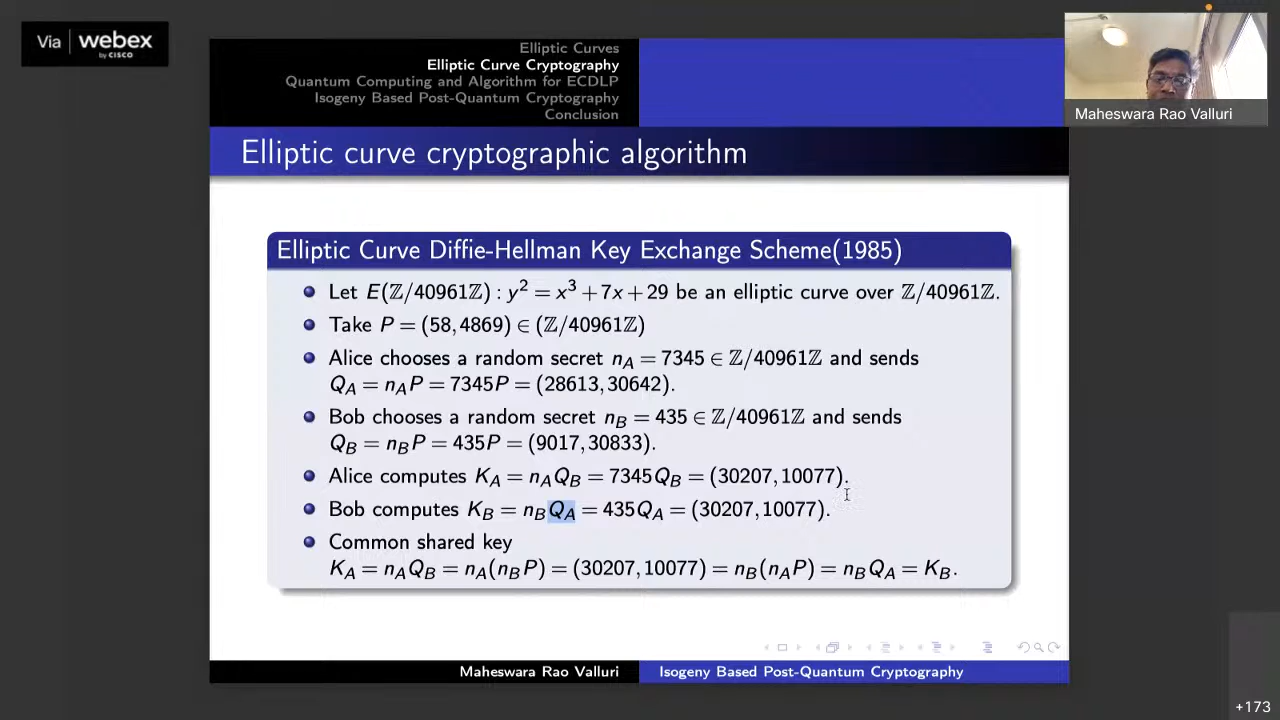 Via webex
by CISCO
Elliptic Curves
Elliptic Curve Cryptography
Quantum Computing and Algorithm for ECDLP
Isogeny Based Post-Quantum Cryptography
Conclusion
Maheswara Rao Valluri
Elliptic curve cryptographic algorithm
Elliptic Curve Diffie-Hellman Key Exchange Scheme(1985)
Let E(ℤ/40961ℤ) : y² = x³ + 7x + 29 be an elliptic curve over ℤ/40961ℤ.
Take P = (58, 4869) ∈ (ℤ/40961ℤ)
Alice chooses a random secret n_A = 7345 ∈ ℤ/40961ℤ and sends
Q_A = n_A P = 7345P = (28613, 30642).
Bob chooses a random secret n_B = 435 ∈ ℤ/40961ℤ and sends
Q_B = n_B P = 435P = (9017, 30833).
Alice computes K_A = n_A Q_B = 7345Q_B = (30207, 10077).
Bob computes K_B = n_B Q_A = 435Q_A = (30207, 10077).
Common shared key
K_A = n_A Q_B = n_A(n_B P) = (30207, 10077) = n_B(n_A P) = n_B Q_A = K_B.
Maheswara Rao Valluri
Isogeny Based Post-Quantum Cryptography
+173